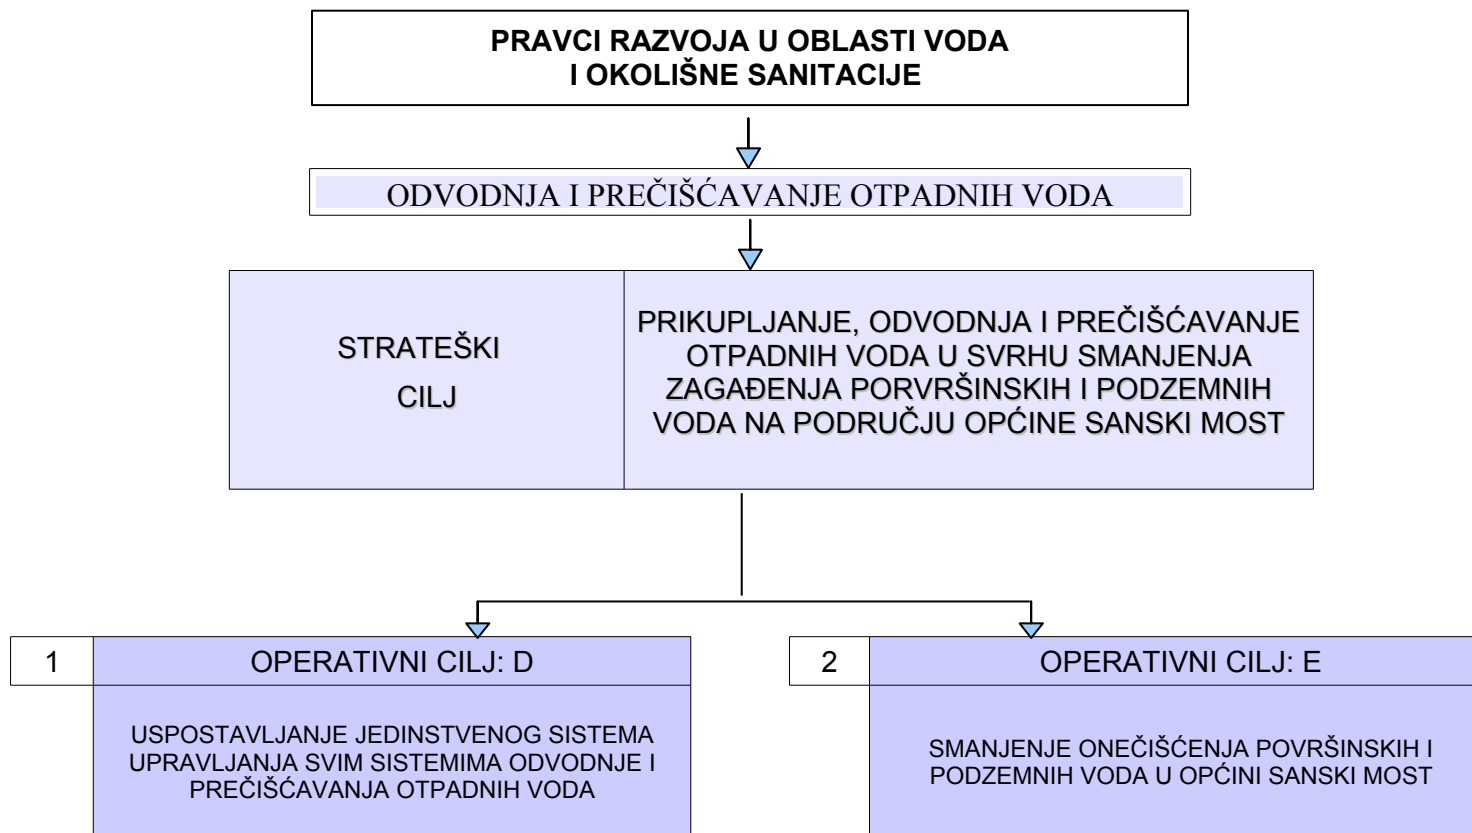 PRAVCI RAZVOJA U OBLASTI VODA
I OKOLIŠNE SANITACIJE
ODVODNJA I PREČIŠĆAVANJE OTPADNIH VODA
STRATEŠKI
CILJ
PRIKUPLJANJE, ODVODNJA I PREČIŠĆAVANJE
OTPADNIH VODA U SVRHU SMANJENJA
ZAGAĐENJA PORVRŠINSKIH I PODZEMNIH
VODA NA PODRUČJU OPĆINE SANSKI MOST
1
OPERATIVNI CILJ: D
USPOSTAVLJANJE JEDINSTVENOG SISTEMA
UPRAVLJANJA SVIM SISTEMIMA ODVODNJE I
PREČIŠĆAVANJA OTPADNIH VODA
2
OPERATIVNI CILJ: E
SMANJENJE ONEČIŠĆENJA POVRŠINSKIH I
PODZEMNIH VODA U OPĆINI SANSKI MOST